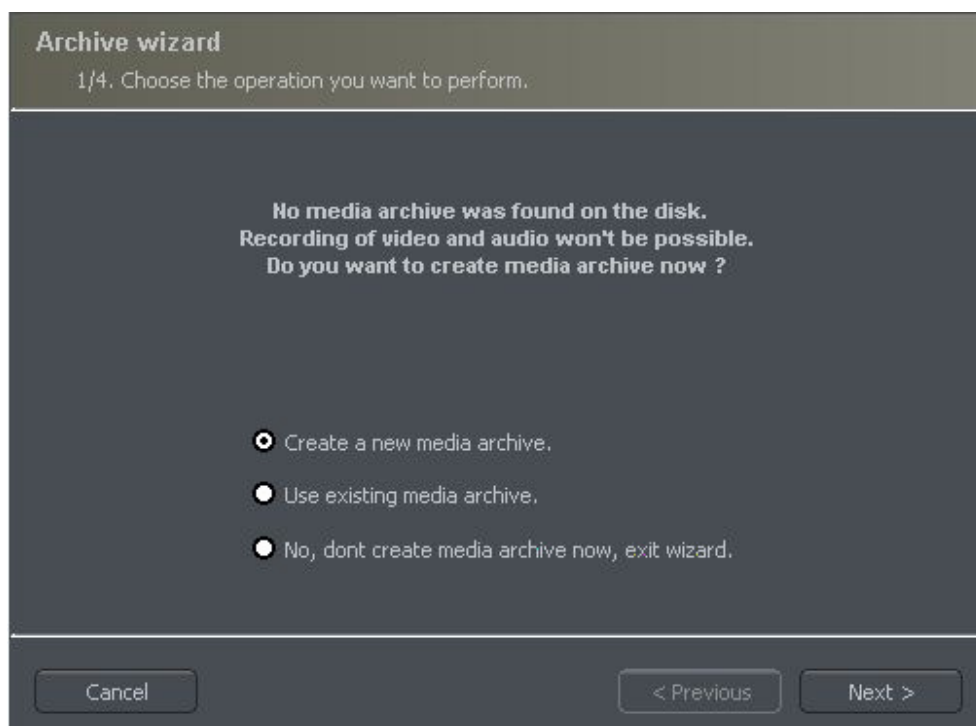 Archive wizard
1/4. Choose the operation you want to perform.
No media archive was found on the disk.
Recording of video and audio won't be possible.
Do you want to create media archive now ?
Create a new media archive.
Use existing media archive.
No, dont create media archive now, exit wizard.
Cancel
< Previous
Next >